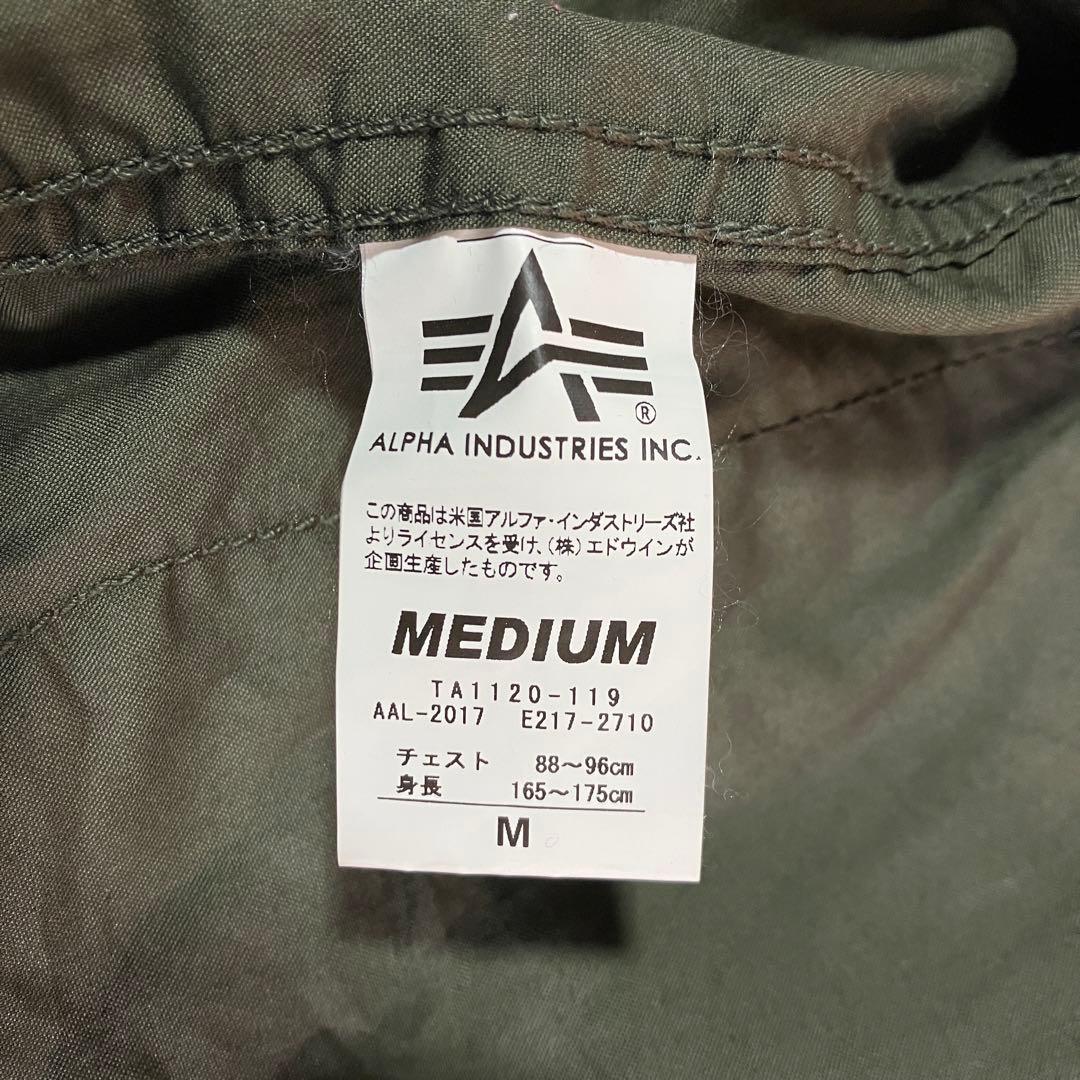 ®
ALPHA INDUSTRIES INC.
この商品は米国アルファ・インダストリーズ社
よりライセンスを受け、(株)エドウインが
企画生産したものです。
MEDIUM
TA1120-119
AAL-2017 E217-2710
チェスト 88~96cm
身長 165~175cm
M